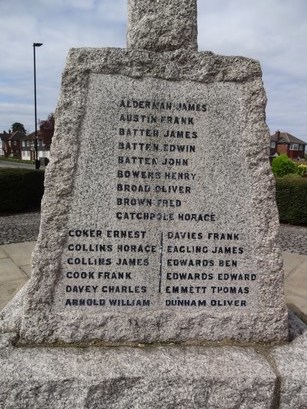 ALDERMAN JAMES
AUSTIN FRANK
BATTEN JAMES
BATTEN EDWIN
BATTEN JOHN
BOWERS HENRY
BROAD OLIVER
BROWN FRED
CATCHPOLE HORACE
COKER ERNEST
COLLINS HORACE
COLLINS JAMES
COOK FRANK
DAVEY CHARLES
ARNOLD WILLIAM
DAVIES FRANK
EAGLING JAMES
EDWARDS BEN
EDWARDS EDWARD
EMMETT THOMAS
DUNHAM OLIVER